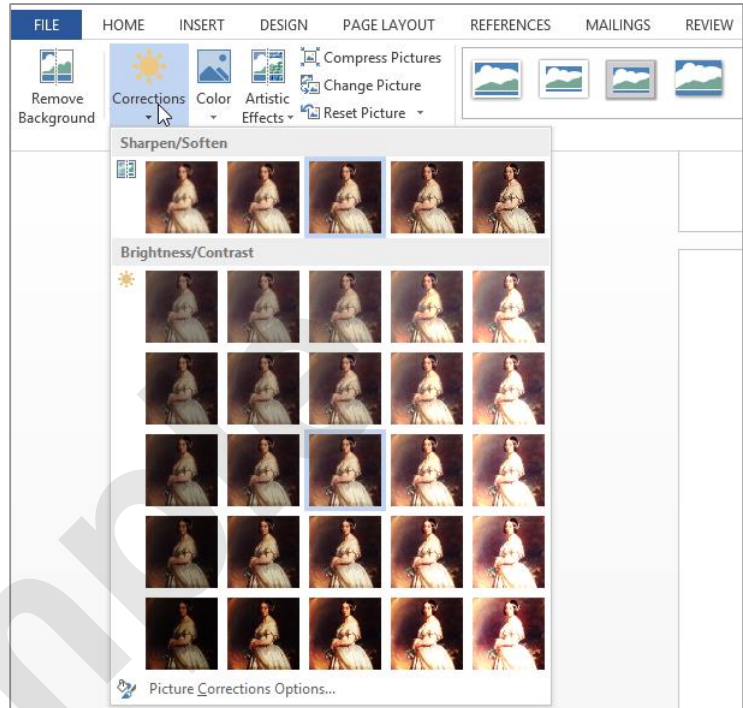 FILE HOME INSERT DESIGN PAGE LAYOUT REFERENCES MAILINGS REVIEW
Remove Background
Corrections
Color
Artistic Effects
Compress Pictures
Change Picture
Reset Picture
Sharpen/Soften
Brightness/Contrast
Picture Corrections Options...